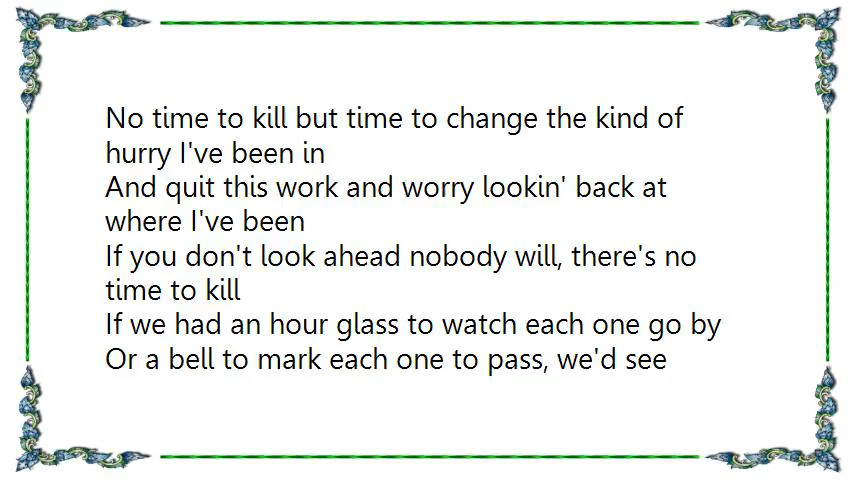 No time to kill but time to change the kind of
hurry I've been in
And quit this work and worry lookin' back at
where I've been
If you don't look ahead nobody will, there's no
time to kill
If we had an hour glass to watch each one go by
Or a bell to mark each one to pass, we'd see